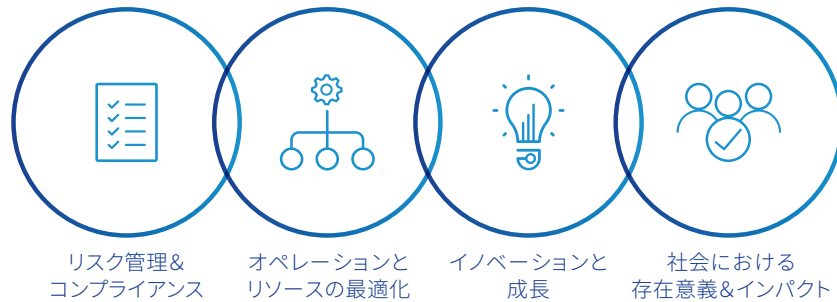 リスク管理&
コンプライアンス
オペレーションと
リソースの最適化
イノベーションと
成長
社会における
存在意義&インパクト